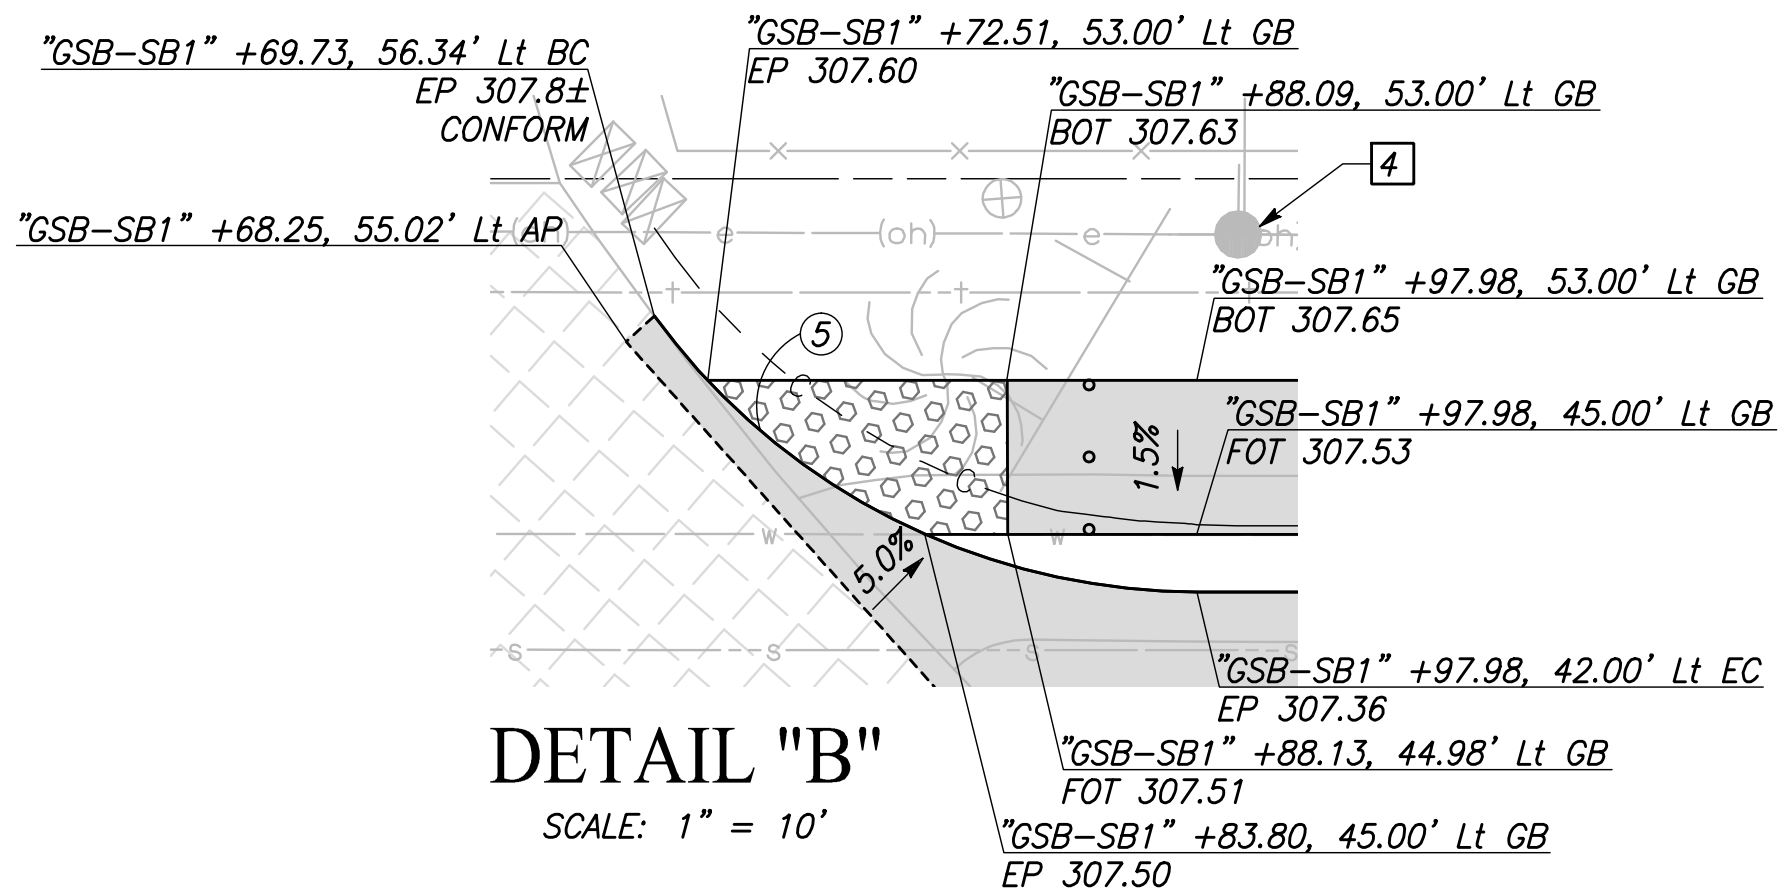 "GSB-SB1" +69.73, 56.34' Lt BC
EP 307.8±
CONFORM
"GSB-SB1" +72.51, 53.00' Lt GB
EP 307.60
"GSB-SB1" +88.09, 53.00' Lt GB
BOT 307.63
4
"GSB-SB1" +68.25, 55.02' Lt AP
e
(oh)
e
"GSB-SB1" +97.98, 53.00' Lt GB
BOT 307.65
5
C
"GSB-SB1" +97.98, 45.00' Lt GB
FOT 307.53
1.5%
C
w
w
5.0%
s
s
s
s
"GSB-SB1" +97.98, 42.00' Lt EC
EP 307.36
"GSB-SB1" +88.13, 44.98' Lt GB
FOT 307.51
"GSB-SB1" +83.80, 45.00' Lt GB
EP 307.50
DETAIL "B"
SCALE: 1" = 10'